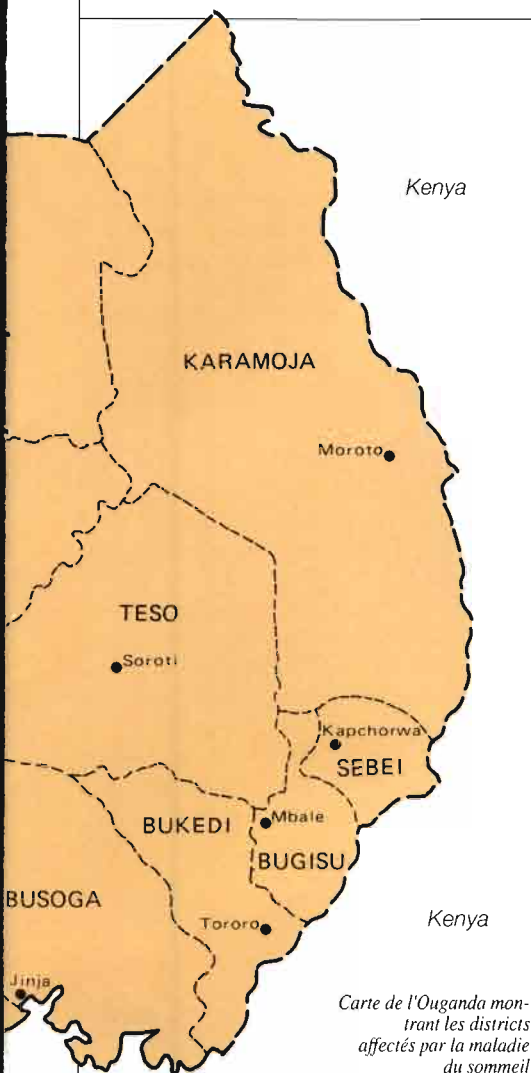 Kenya
KARAMOJA
Moroto
TESO
Soroti
Kapchorwa
SEBEI
BUKEDI
Mbale
BUGISU
BUSOGA
Tororo
Kenya
Jinja
Carte de l'Ouganda mon-
trant les districts
affectés par la maladie
du sommeil